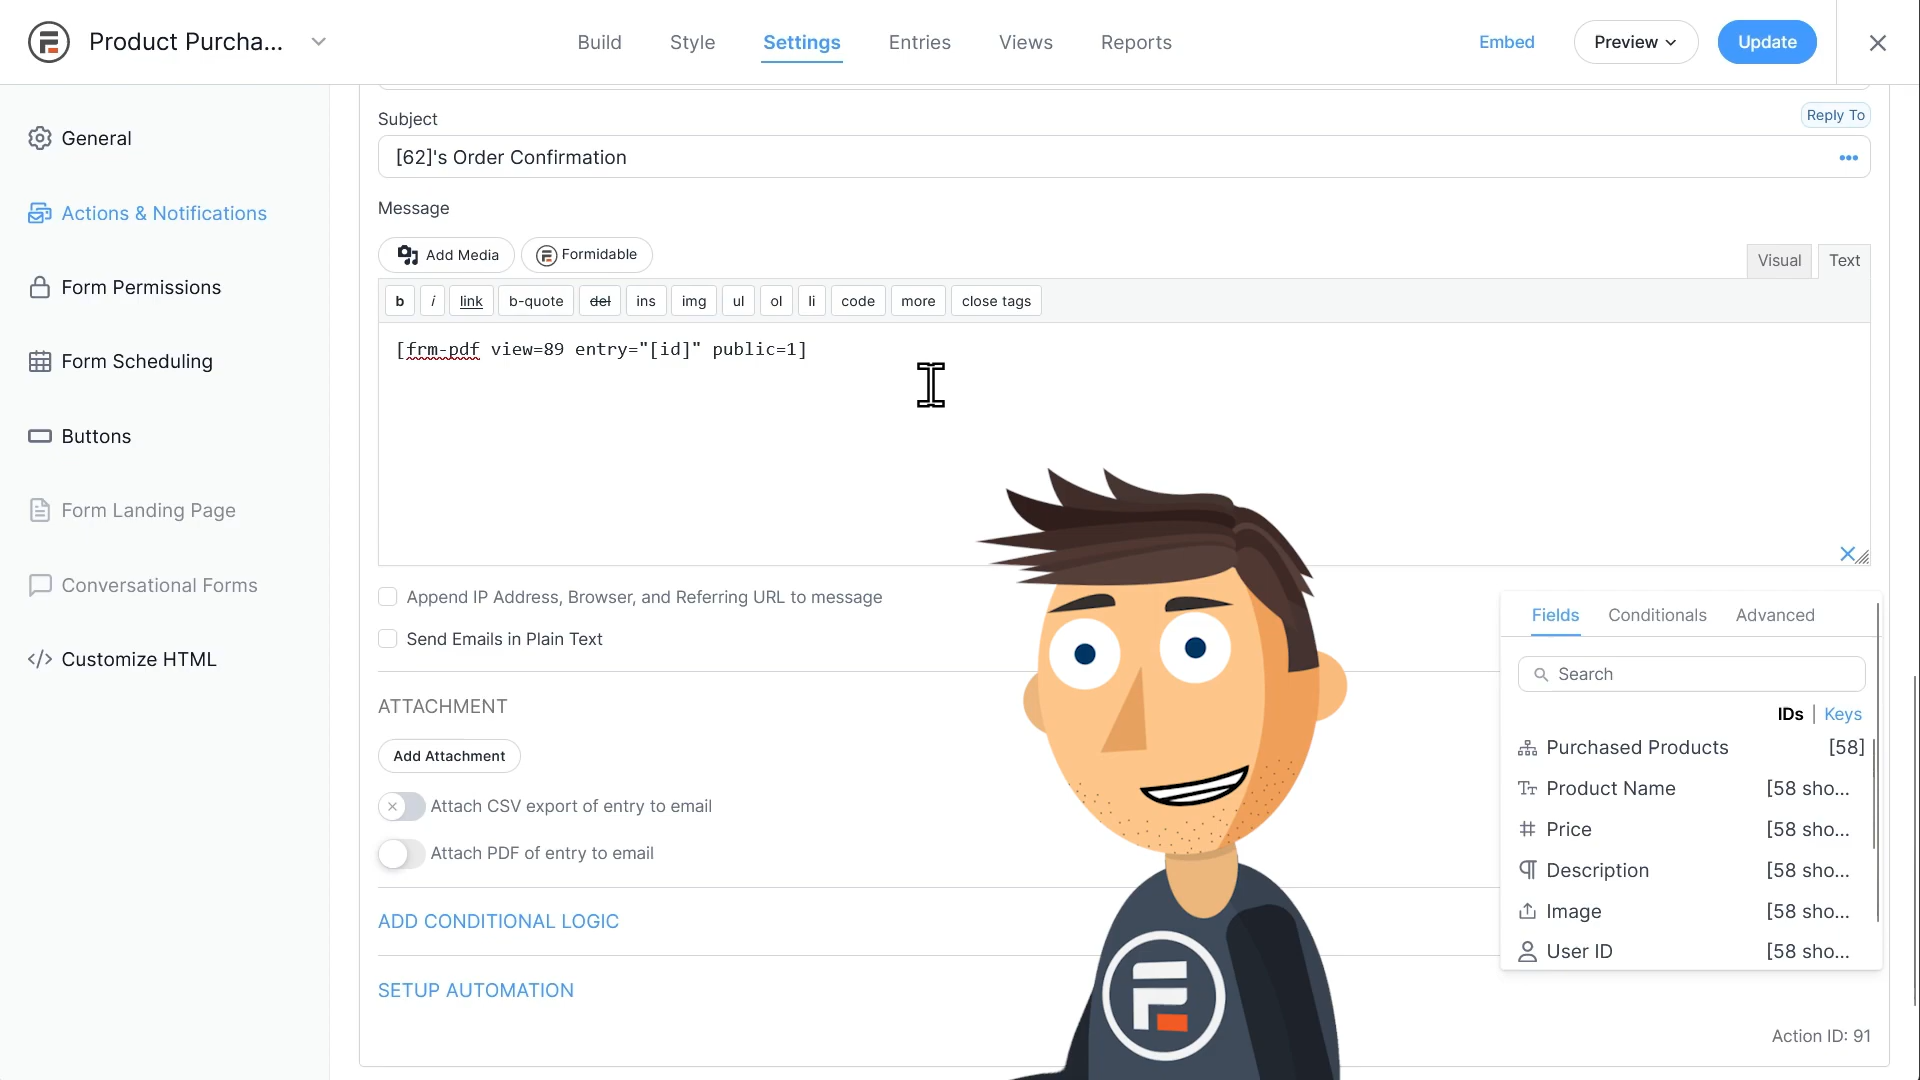 Product Purcha...
Build
Style
Settings
Entries
Views
Reports
Embed
Preview
Update
General
Actions & Notifications
Form Permissions
Form Scheduling
Buttons
Form Landing Page
Conversational Forms
Customize HTML
Subject
Reply To
[62]'s Order Confirmation
Message
Add Media
Formidable
Visual
Text
b
i
link
b-quote
del
ins
img
ul
ol
li
code
more
close tags
[frm-pdf view=89 entry="[id]" public=1]
Append IP Address, Browser, and Referring URL to message
Send Emails in Plain Text
ATTACHMENT
Add Attachment
Attach CSV export of entry to email
Attach PDF of entry to email
ADD CONDITIONAL LOGIC
SETUP AUTOMATION
Fields
Conditionals
Advanced
Search
IDs | Keys
Purchased Products [58]
Product Name [58 sho...
Price [58 sho...
Description [58 sho...
Image [58 sho...
User ID [58 sho...
Action ID: 91